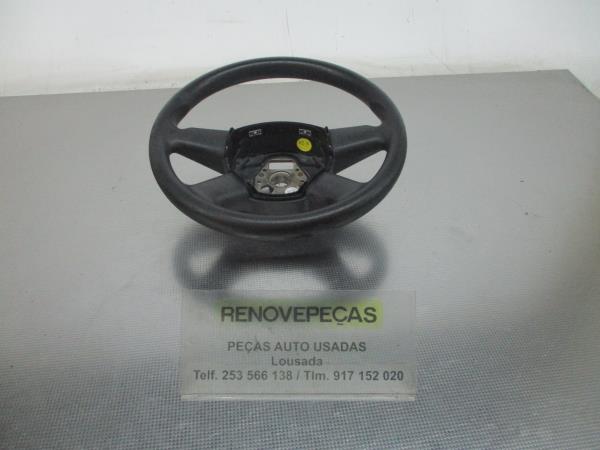 RENOVEPEÇAS
PEÇAS AUTO USADAS
Lousada
Telf. 253 566 138 / Tlm. 917 152 020